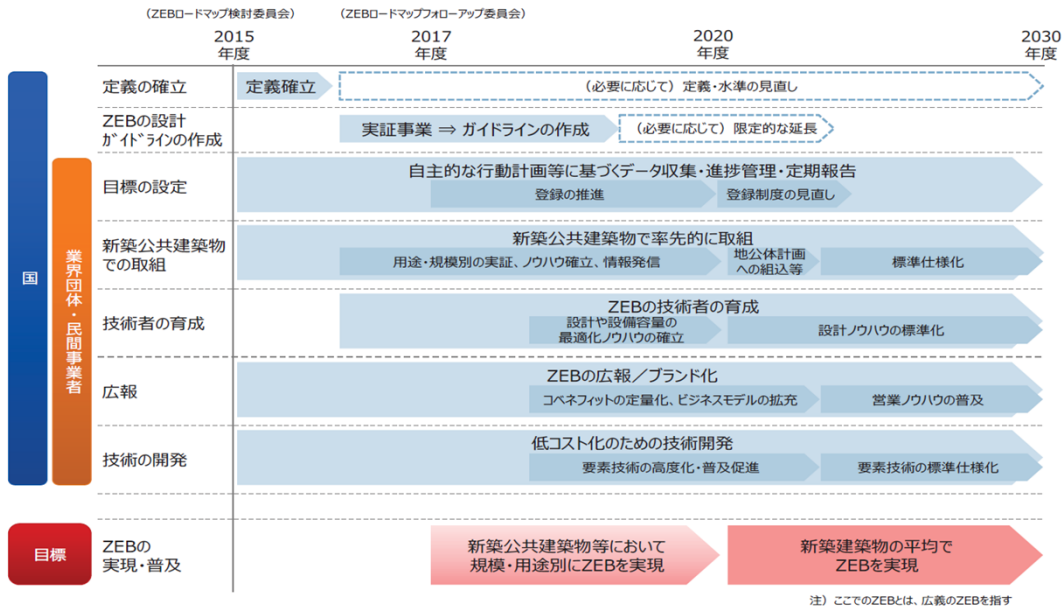 （ZEBロードマップ検討委員会）
（ZEBロードマップフォローアップ委員会）
2015
年度
2017
年度
2020
年度
2030
年度
国
業界団体・民間事業者
定義の確立
定義確立
（必要に応じて）定義・水準の見直し
ZEBの設計
ガイドラインの作成
実証事業 ⇒ ガイドラインの作成
（必要に応じて）限定的な延長
目標の設定
自主的な行動計画等に基づくデータ収集・進捗管理・定期報告
登録の推進
登録制度の見直し
新築公共建築物
での取組
新築公共建築物で率先的に取組
用途・規模別の実証、ノウハウ確立、情報発信
地公体計画
への組込等
標準仕様化
技術者の育成
ZEBの技術者の育成
設計や設備容量の
最適化ノウハウの確立
設計ノウハウの標準化
広報
ZEBの広報／ブランド化
コベネフィットの定量化、ビジネスモデルの拡充
営業ノウハウの普及
技術の開発
低コスト化のための技術開発
要素技術の高度化・普及促進
要素技術の標準仕様化
目標
ZEBの
実現・普及
新築公共建築物等において
規模・用途別にZEBを実現
新築建築物の平均で
ZEBを実現
注）ここでのZEBとは、広義のZEBを指す